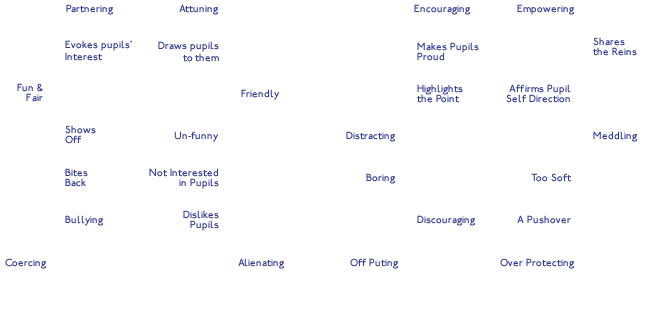 Partnering Attuning Encouraging Empowering
Evokes pupils' Draws pupils Makes Pupils Shares
Interest to them Proud the Reins
Fun & Friendly Highlights Affirms Pupil
Fair the Point Self Direction
Shows Un-funny Distracting Meddling
Off
Bites Not Interested Boring Too Soft
Back in Pupils
Bullying Dislikes Discouraging A Pushover
Pupils
Coercing Alienating Off Puting Over Protecting